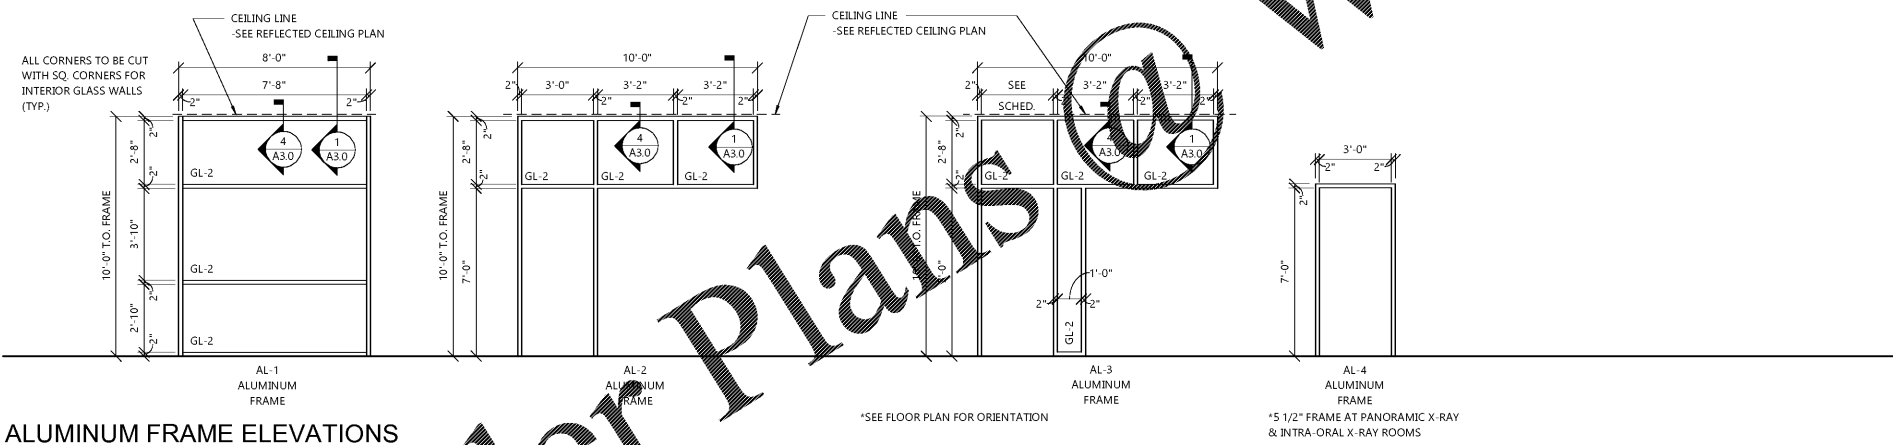 CEILING LINE
-SEE REFLECTED CEILING PLAN
ALL CORNERS TO BE CUT
WITH SQ. CORNERS FOR
INTERIOR GLASS WALLS
(TYP.)
8'-0"
7'-8"
2" 2"
10'-0" T.O. FRAME
2'-8"
3'-10"
2'-10"
2"
2"
2"
2"
4
A3.0
1
A3.0
GL-2
GL-2
GL-2
AL-1
ALUMINUM
FRAME
CEILING LINE
-SEE REFLECTED CEILING PLAN
10'-0"
2" 3'-0" 3'-2" 3'-2"
2" 2" 2"
10'-0" T.O. FRAME
2'-8"
7'-0"
2"
2"
4
A3.0
1
A3.0
GL-2 GL-2 GL-2
AL-2
ALUMINUM
FRAME
10'-0"
2" SEE 3'-2" 3'-2"
SCHED.
2" 2" 2"
T.O. FRAME
2'-8"
2"
2"
4
A3.0
1
A3.0
GL-2 GL-2 GL-2
1'-0"
2" 2"
GL-2
AL-3
ALUMINUM
FRAME
*SEE FLOOR PLAN FOR ORIENTATION
3'-0"
2" 2"
2"
7'-0"
AL-4
ALUMINUM
FRAME
*5 1/2" FRAME AT PANORAMIC X-RAY
& INTRA-ORAL X-RAY ROOMS
ALUMINUM FRAME ELEVATIONS
Plans @